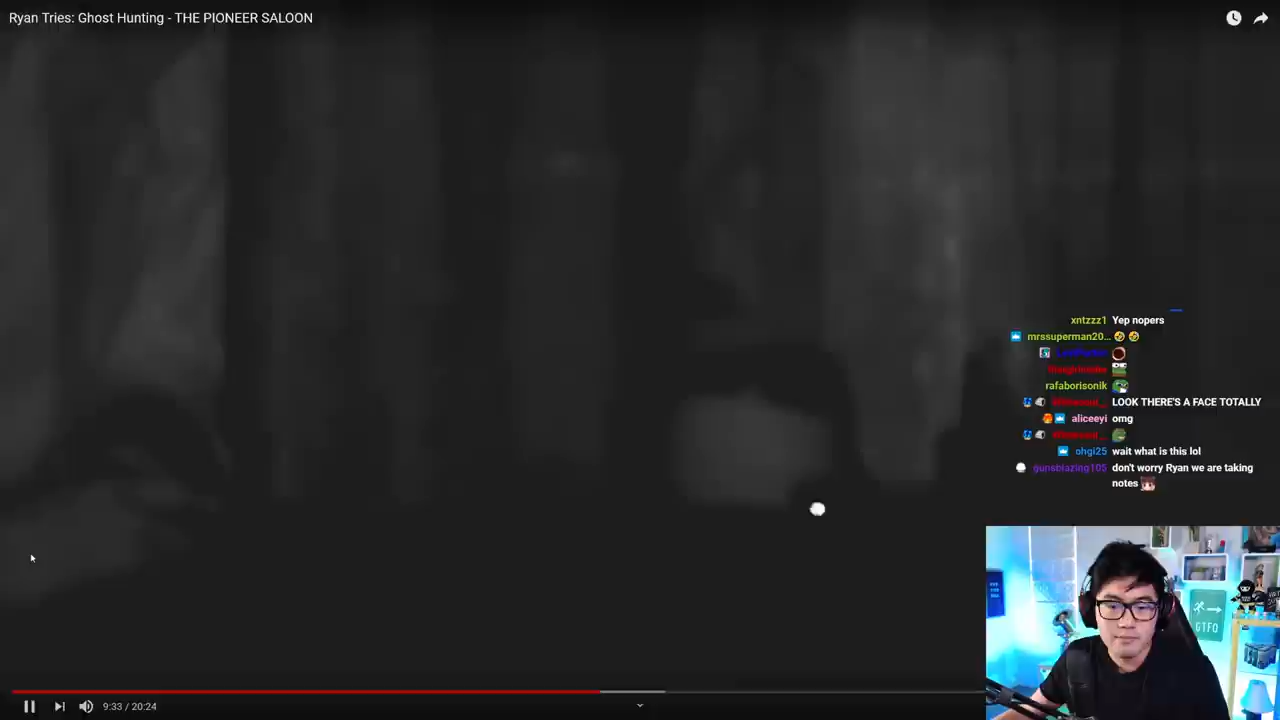 Ryan Tries: Ghost Hunting - THE PIONEER SALOON
xntzzz1 Yep nopers
mrssuperman20...
rafaborisonik
LOOK THERE'S A FACE TOTALLY
aliceeyi omg
ohgi25 wait what is this lol
gunsblazing105 don't worry Ryan we are taking
notes
GTFO
9:33 / 20:24